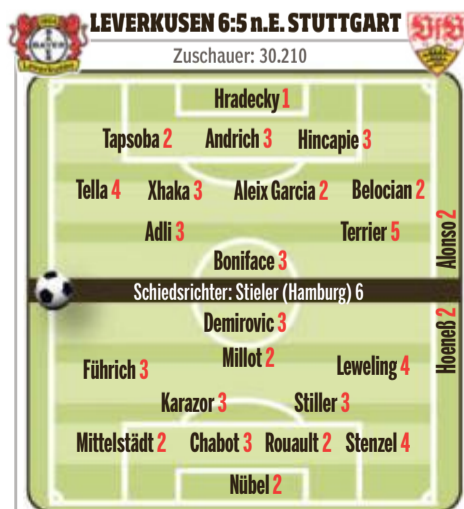 LEVERKUSEN 6:5 n.E. STUTTGART
Zuschauer: 30.210
BAYER
Leverkusen
VfB
Hradecky 1
Tapsoba 2 Andrich 3 Hincapie 3
Tella 4 Xhaka 3 Aleix Garcia 2 Belocian 2
Adli 3 Terrier 5
Boniface 3
Alonso 2
Schiedsrichter: Stieler (Hamburg) 6
Hoeneß 2
Demirovic 3
Millot 2
Führich 3 Leweling 4
Karazor 3 Stiller 3
Mittelstädt 2 Chabot 3 Rouault 2 Stenzel 4
Nübel 2